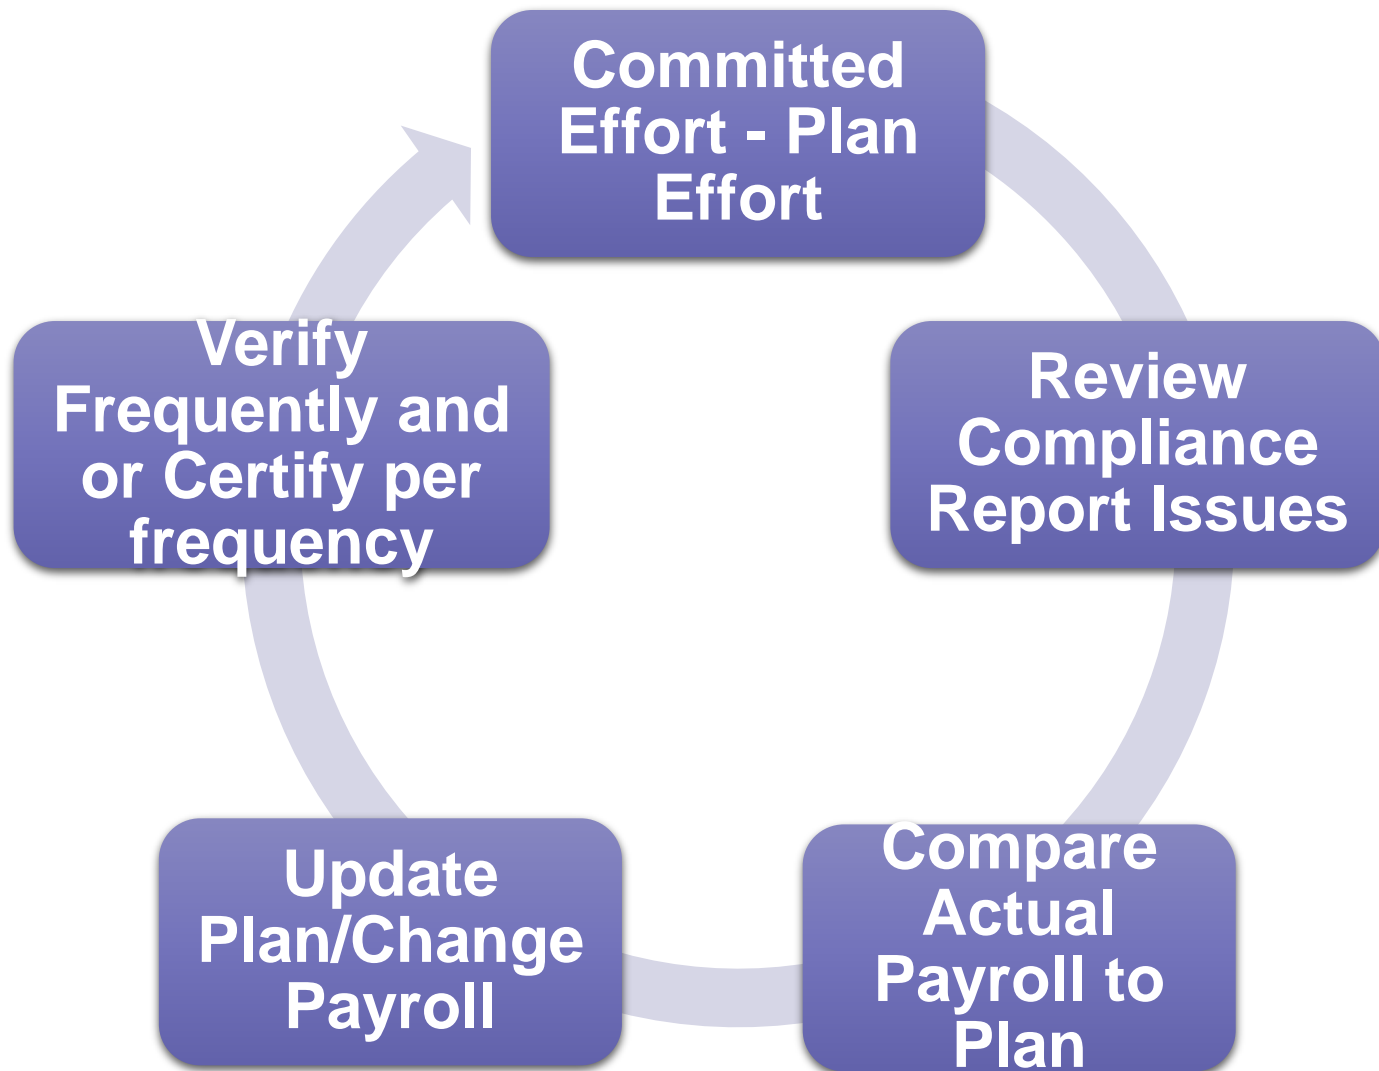 Committed
Effort - Plan
Effort
Review
Compliance
Report Issues
Compare
Actual
Payroll to
Plan
Update
Plan/Change
Payroll
Verify
Frequently and
or Certify per
frequency